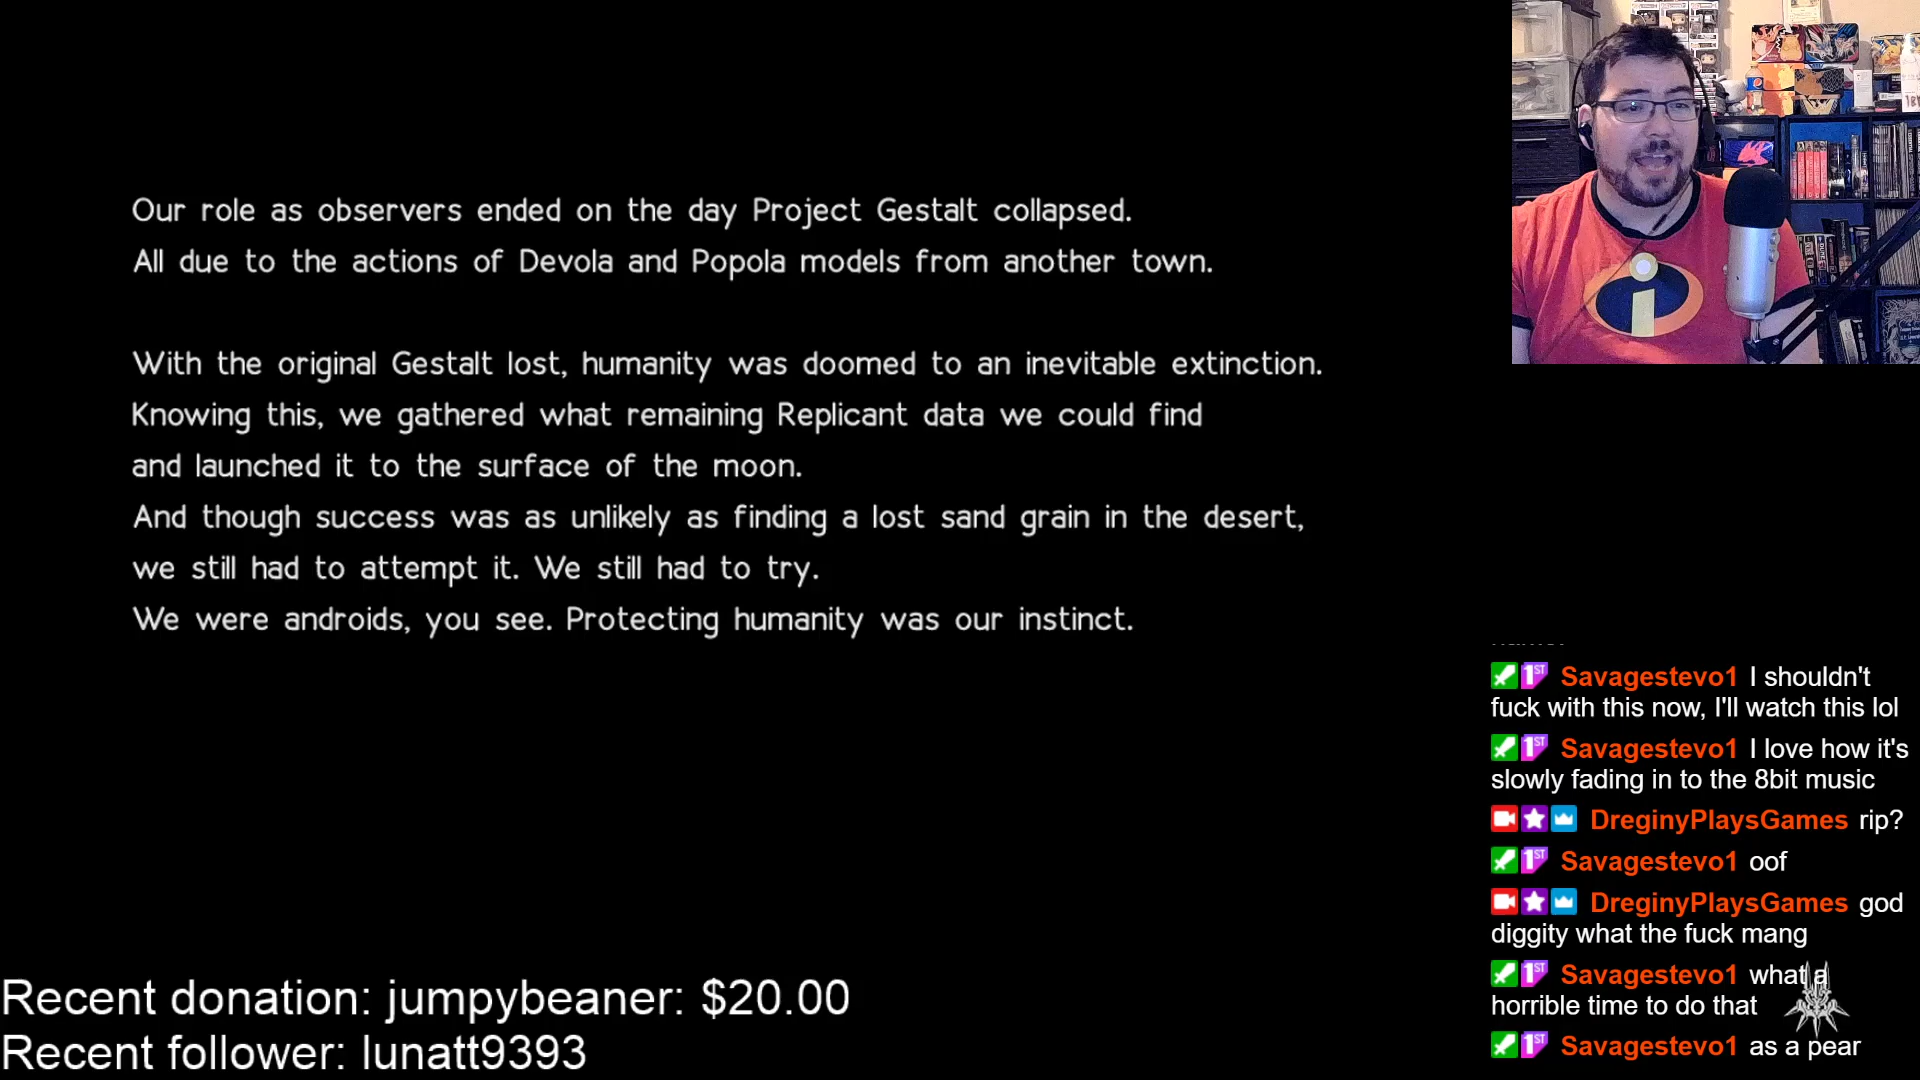 Our role as observers ended on the day Project Gestalt collapsed.
All due to the actions of Devola and Popola models from another town.
With the original Gestalt lost, humanity was doomed to an inevitable extinction.
Knowing this, we gathered what remaining Replicant data we could find
and launched it to the surface of the moon.
And though success was as unlikely as finding a lost sand grain in the desert,
we still had to attempt it. We still had to try.
We were androids, you see. Protecting humanity was our instinct.
1ST Savagestevo1 I shouldn't
fuck with this now, I'll watch this lol
1ST Savagestevo1 I love how it's
slowly fading in to the 8bit music
DreginyPlaysGames rip?
1ST Savagestevo1 oof
DreginyPlaysGames god
diggity what the fuck mang
1ST Savagestevo1 what a
horrible time to do that
1ST Savagestevo1 as a pear
Recent donation: jumpybeaner: $20.00
Recent follower: lunatt9393